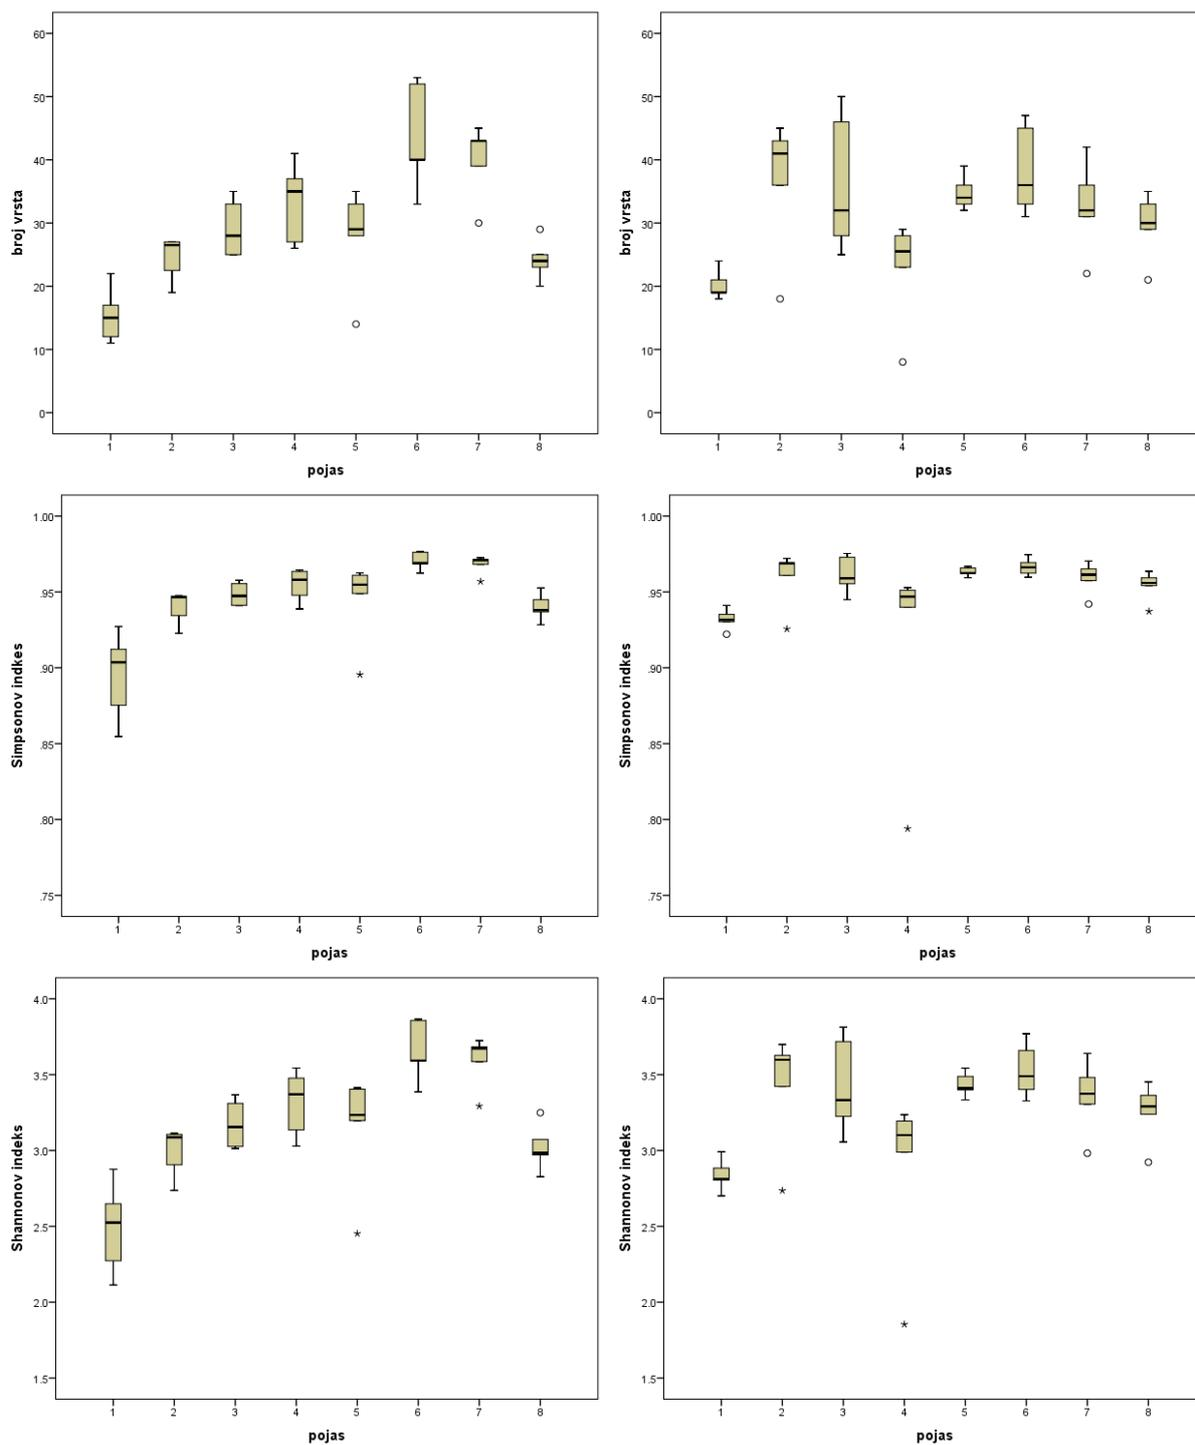 60
50
40
30
20
10
0
broj vrsta
1 2 3 4 5 6 7 8
pojas
60
50
40
30
20
10
0
broj vrsta
1 2 3 4 5 6 7 8
pojas
1.00
.95
.90
.85
.80
.75
Simpsonov indkes
1 2 3 4 5 6 7 8
pojas
1.00
.95
.90
.85
.80
.75
Simpsonov indkes
1 2 3 4 5 6 7 8
pojas
4.0
3.5
3.0
2.5
2.0
1.5
Shannonov indeks
1 2 3 4 5 6 7 8
pojas
4.0
3.5
3.0
2.5
2.0
1.5
Shannonov indeks
1 2 3 4 5 6 7 8
pojas